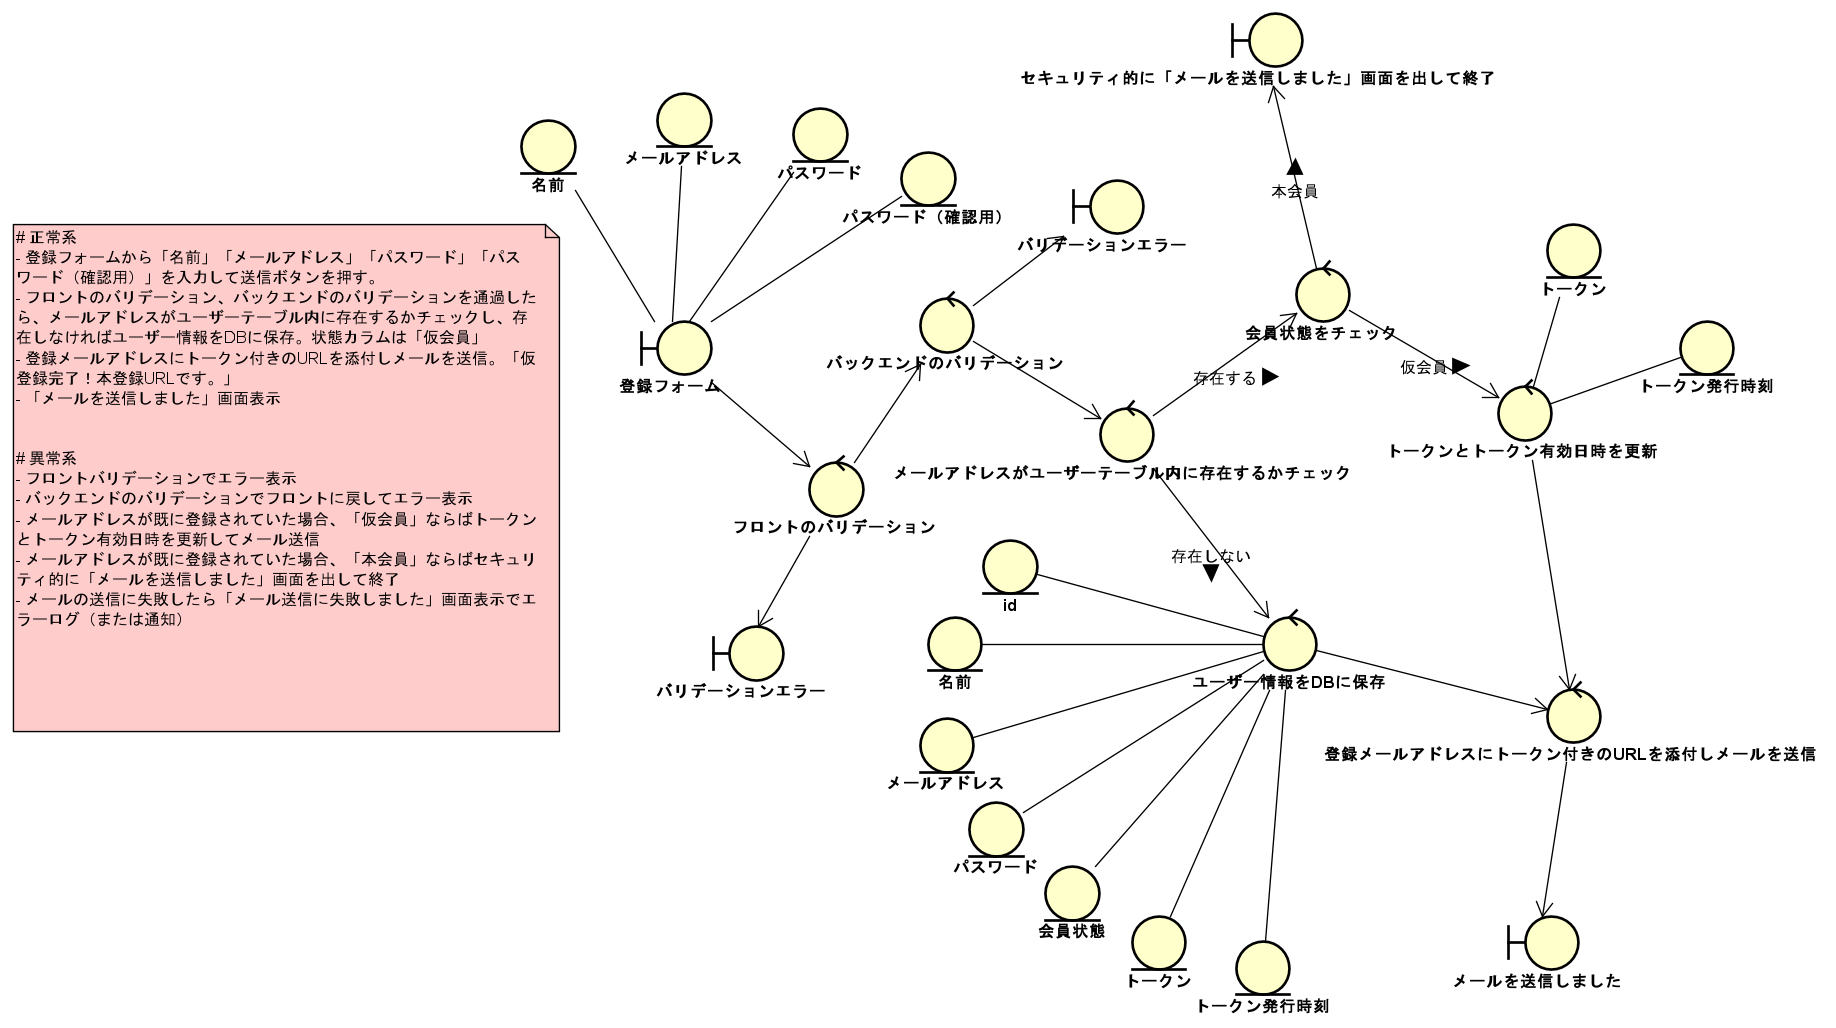 # 正常系
- 登録フォームから「名前」「メールアドレス」「パスワード」「パス
ワード（確認用）」を入力して送信ボタンを押す。
- フロントのバリデーション、バックエンドのバリデーションを通過した
ら、メールアドレスがユーザーテーブル内に存在するかチェックし、存
在しなければユーザー情報をDBに保存。状態カラムは「仮会員」
- 登録メールアドレスにトークン付きのURLを添付しメールを送信。「仮
登録完了！本登録URLです。」
- 「メールを送信しました」画面表示
# 異常系
- フロントバリデーションでエラー表示
- バックエンドのバリデーションでフロントに戻してエラー表示
- メールアドレスが既に登録されていた場合、「仮会員」ならばトークン
とトークン有効日時を更新してメール送信
- メールアドレスが既に登録されていた場合、「本会員」ならばセキュリ
ティ的に「メールを送信しました」画面を出して終了
- メールの送信に失敗したら「メール送信に失敗しました」画面表示でエ
ラーログ（または通知）
名前
メールアドレス
パスワード
パスワード（確認用）
登録フォーム
フロントのバリデーション
バリデーションエラー
バックエンドのバリデーション
バリデーションエラー
メールアドレスがユーザーテーブル内に存在するかチェック
存在する
会員状態をチェック
本会員
セキュリティ的に「メールを送信しました」画面を出して終了
仮会員
トークン
トークン発行時刻
トークンとトークン有効日時を更新
存在しない
ユーザー情報をDBに保存
id
名前
メールアドレス
パスワード
会員状態
トークン
トークン発行時刻
登録メールアドレスにトークン付きのURLを添付しメールを送信
メールを送信しました